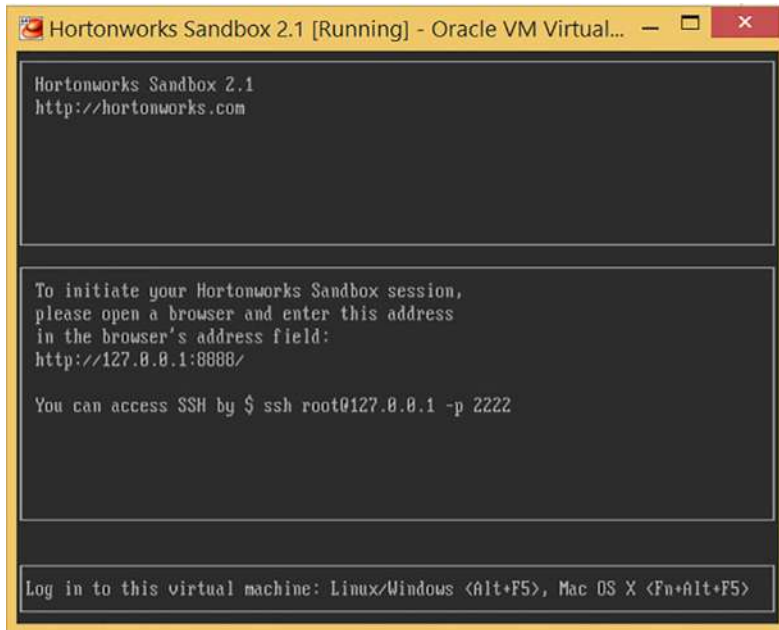 Hortonworks Sandbox 2.1 [Running] - Oracle VM Virtual...
Hortonworks Sandbox 2.1
http://hortonworks.com
To initiate your Hortonworks Sandbox session,
please open a browser and enter this address
in the browser's address field:
http://127.0.0.1:8888/
You can access SSH by $ ssh root@127.0.0.1 -p 2222
Log in to this virtual machine: Linux/Windows <Alt+F5>, Mac OS X <Fn+Alt+F5>